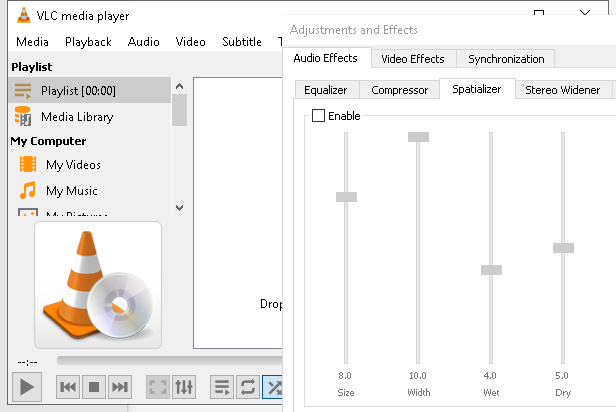 VLC media player
Media Playback Audio Video Subtitle
Playlist
Playlist [00:00]
Media Library
My Computer
My Videos
My Music
Drop
--:--
Adjustments and Effects
Audio Effects Video Effects Synchronization
Equalizer Compressor Spatializer Stereo Widener
Enable
8.0 10.0 4.0 5.0
Size Width Wet Dry